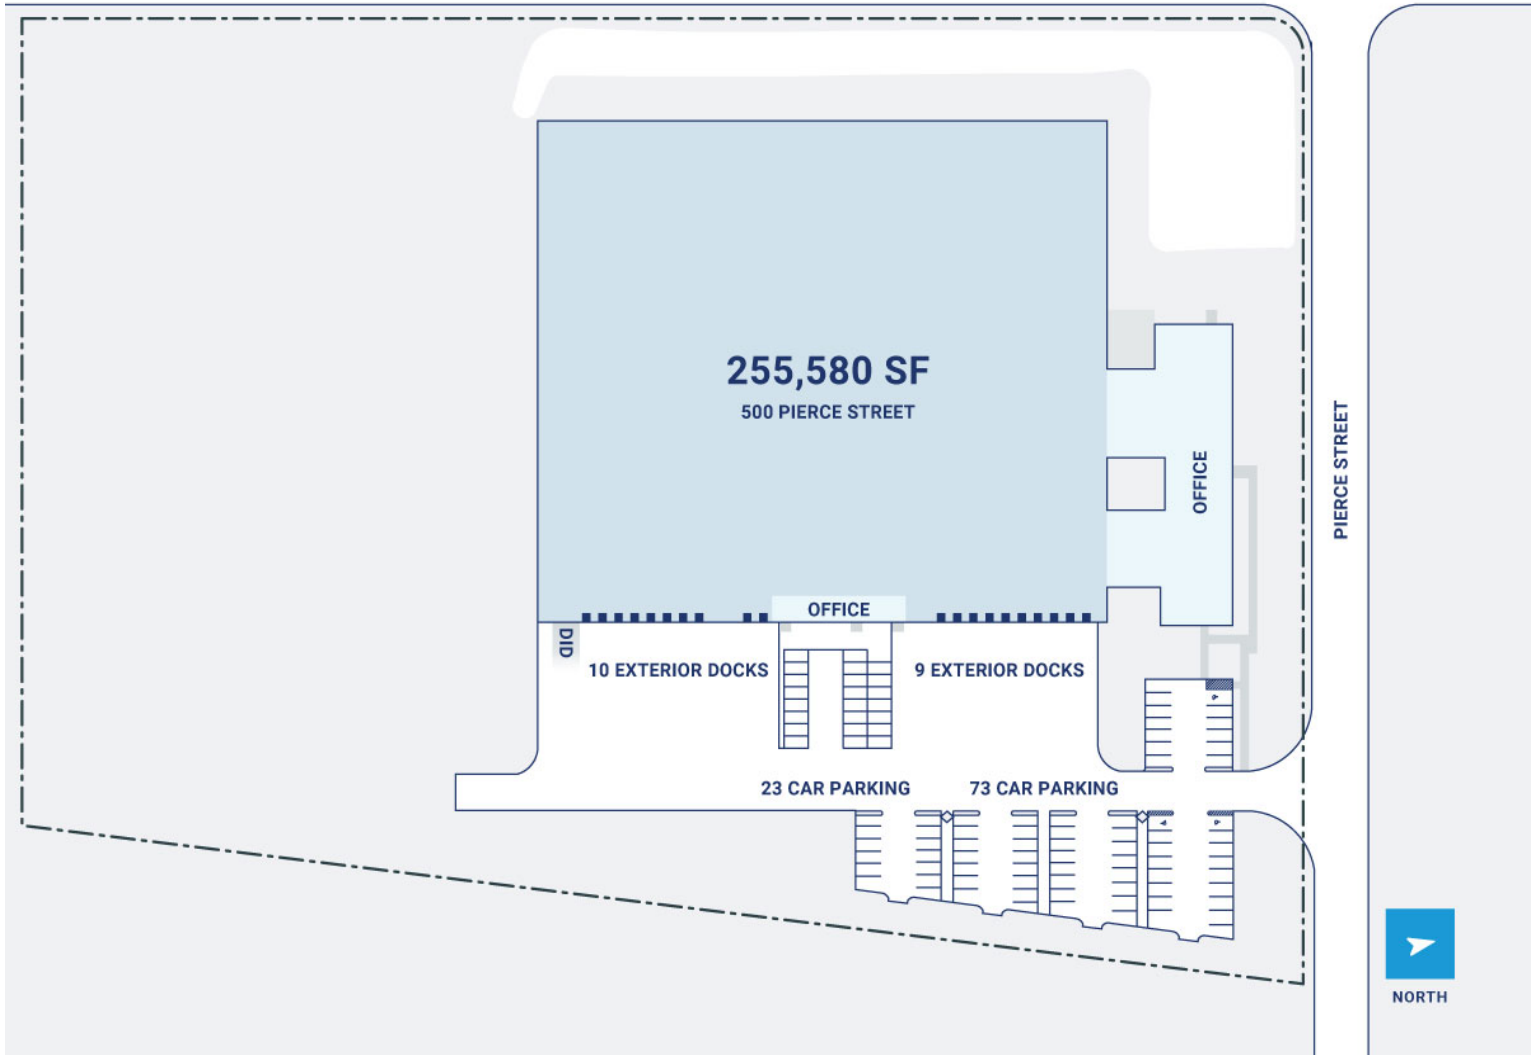 255,580 SF
500 PIERCE STREET
OFFICE
PIERCE STREET
OFFICE
DID
10 EXTERIOR DOCKS
9 EXTERIOR DOCKS
23 CAR PARKING
73 CAR PARKING
NORTH